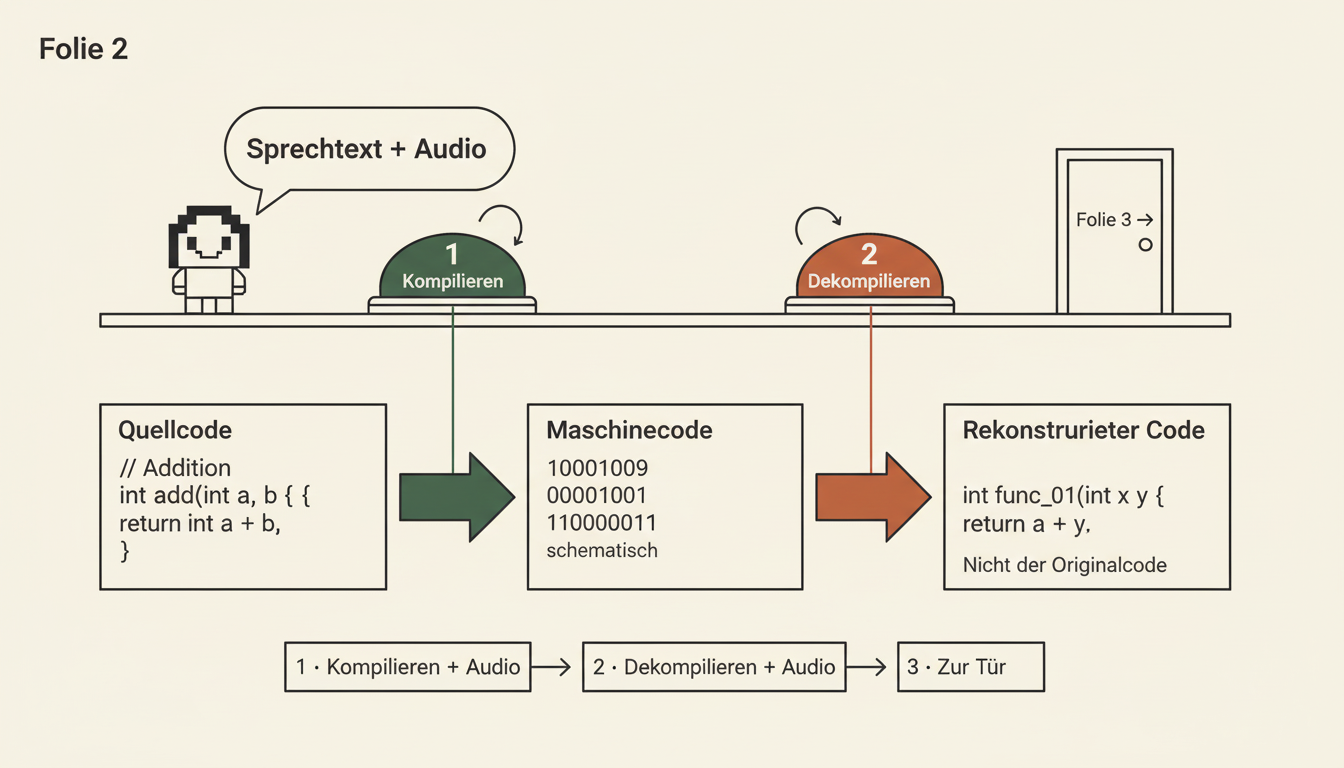 Folie 2
Sprechtext + Audio
1
Kompilieren
2
Dekompilieren
Folie 3 →
Quellcode
// Addition
int add(int a, b { {
return int a + b,
}
Maschinecode
10001009
00001001
110000011
schematisch
Rekonstrurieter Code
int func_01(int x y {
return a + y.
Nicht der Originalcode
1 · Kompilieren + Audio
2 · Dekompilieren + Audio
3 · Zur Tür